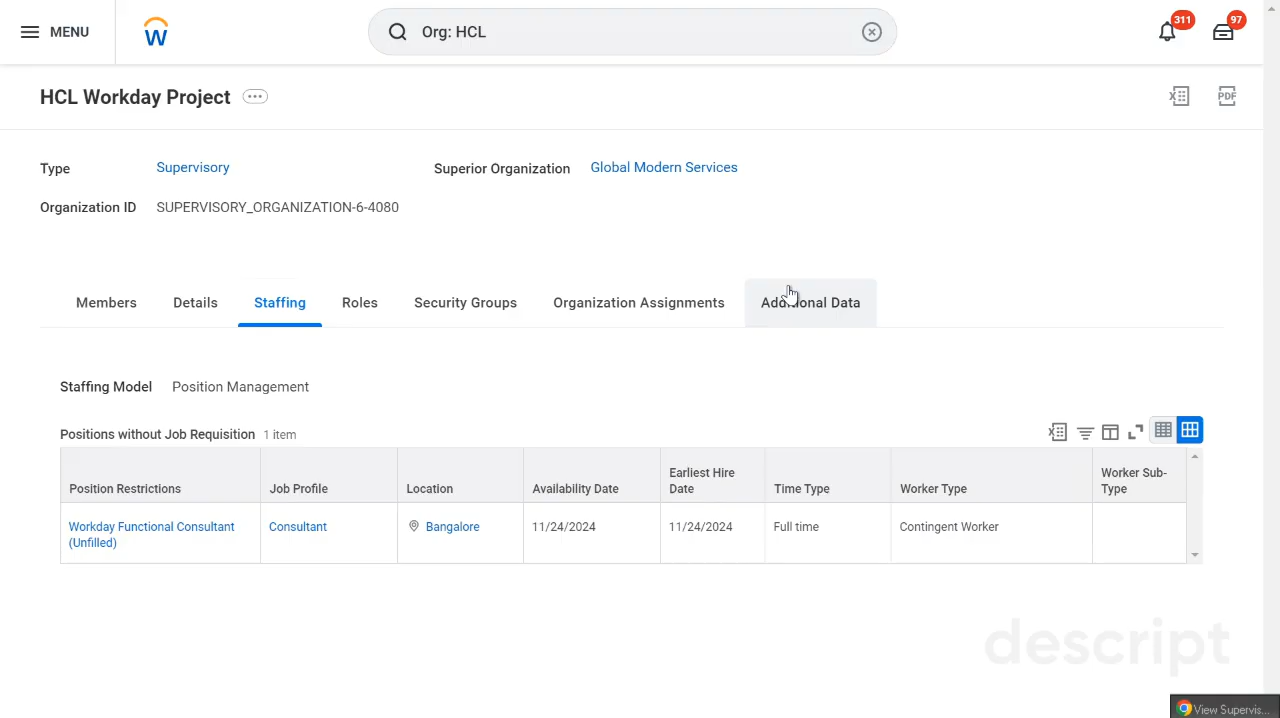 MENU
Org: HCL
311
97
HCL Workday Project
PDF
Type Supervisory Superior Organization Global Modern Services
Organization ID SUPERVISORY_ORGANIZATION-6-4080
Members Details Staffing Roles Security Groups Organization Assignments Additional Data
Staffing Model Position Management
Positions without Job Requisition 1 item
Position Restrictions Job Profile Location Availability Date Earliest Hire Date Time Type Worker Type Worker Sub-Type
Workday Functional Consultant (Unfilled) Consultant Bangalore 11/24/2024 11/24/2024 Full time Contingent Worker
descript
View Supervis...